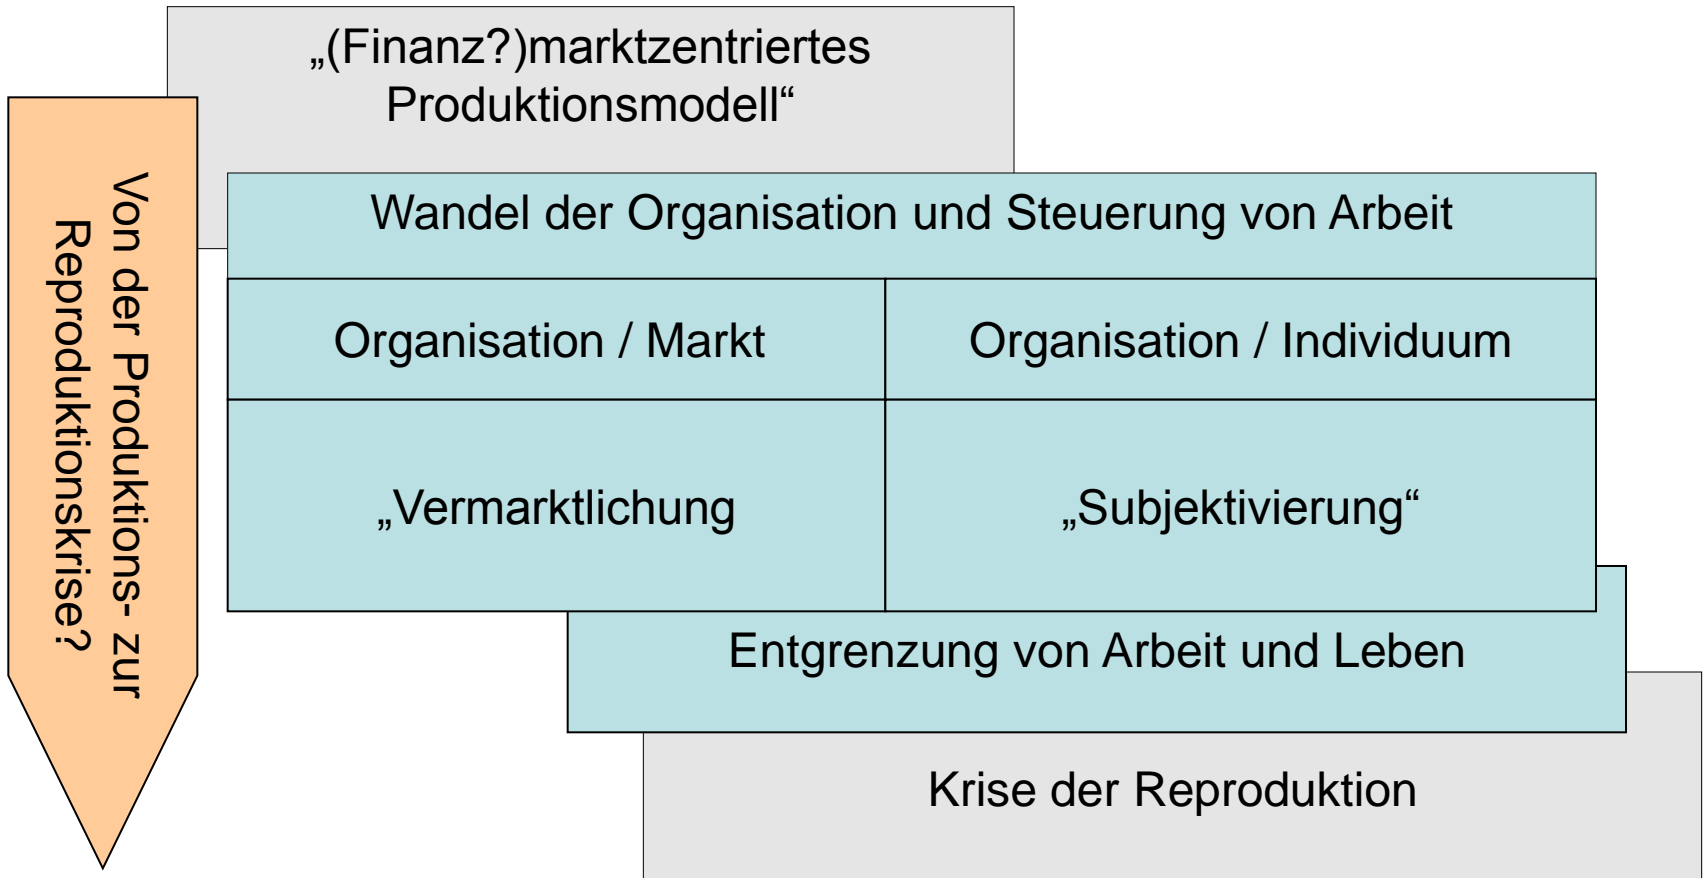 „(Finanz?)marktzentriertes
Produktionsmodell“
Von der Produktions- zur
Reproduktionskrise?
Wandel der Organisation und Steuerung von Arbeit
Organisation / Markt
Organisation / Individuum
„Vermarktlichung
„Subjektivierung“
Entgrenzung von Arbeit und Leben
Krise der Reproduktion